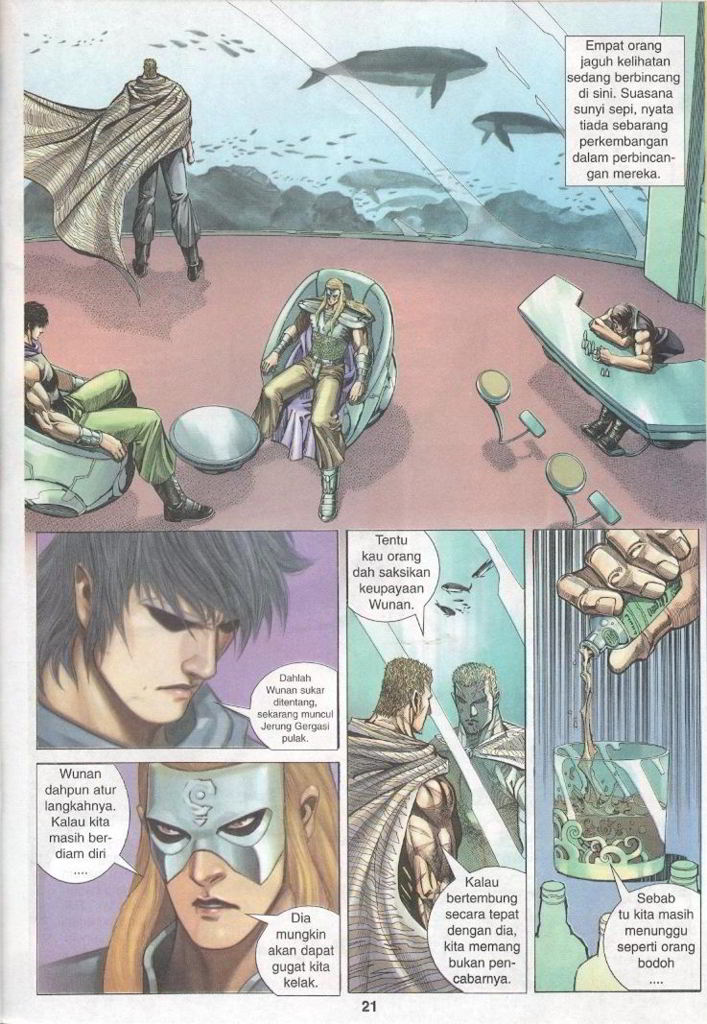 Empat orang
jaguh kelihatan
sedang berbincang
di sini. Suasana
sunyi sepi, nyata
tiada sebarang
perkembangan
dalam perbincan-
gan mereka.
Dahlah
Wunan sukar
ditentang,
sekarang muncul
Jerung Gergasi
pulak.
Wunan
dahpun atur
langkahnya.
Kalau kita
masih ber-
diam diri
....
Dia
mungkin
akan dapat
gugat kita
kelak.
Tentu
kau orang
dah saksikan
keupayaan
Wunan.
Kalau
bertembung
secara tepat
dengan dia,
kita memang
bukan pen-
cabarnya.
Sebab
tu kita masih
menunggu
seperti orang
bodoh
....
21